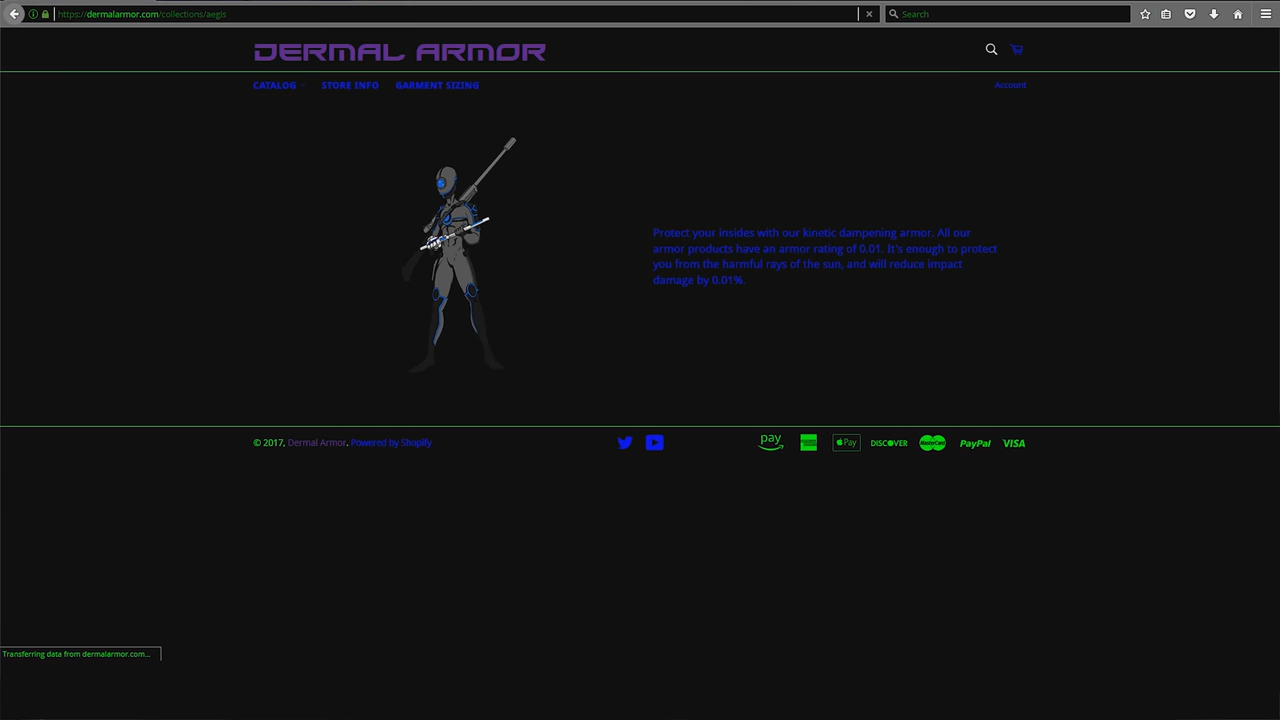 https://dermalarmor.com/collections/aegis
Search
DERMAL ARMOR
CATALOG STORE INFO GARMENT SIZING
Account
Protect your insides with our kinetic dampening armor. All our
armor products have an armor rating of 0.01. It's enough to protect
you from the harmful rays of the sun, and will reduce impact
damage by 0.01%.
© 2017, Dermal Armor. Powered by Shopify
pay Pay DISCOVER MasterCard PayPal VISA
Transferring data from dermalarmor.com...